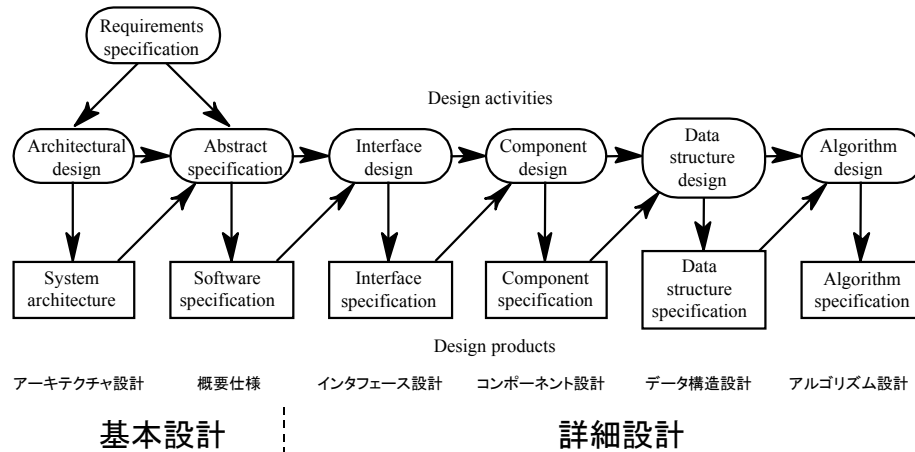 Requirements
specification
Design activities
Architectural
design
Abstract
specification
Interface
design
Component
design
Data
structure
design
Algorithm
design
System
architecture
Software
specification
Interface
specification
Component
specification
Data
structure
specification
Algorithm
specification
Design products
アーキテクチャ設計
概要仕様
インタフェース設計
コンポーネント設計
データ構造設計
アルゴリズム設計
基本設計
詳細設計